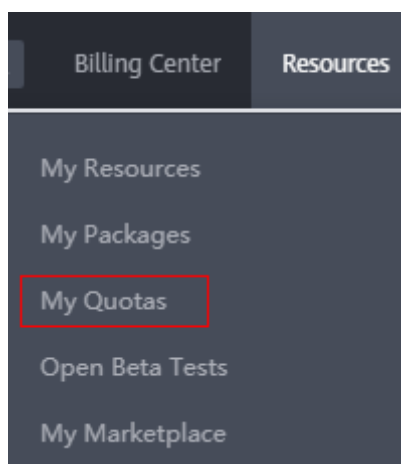 Billing Center Resources
My Resources
My Packages
My Quotas
Open Beta Tests
My Marketplace